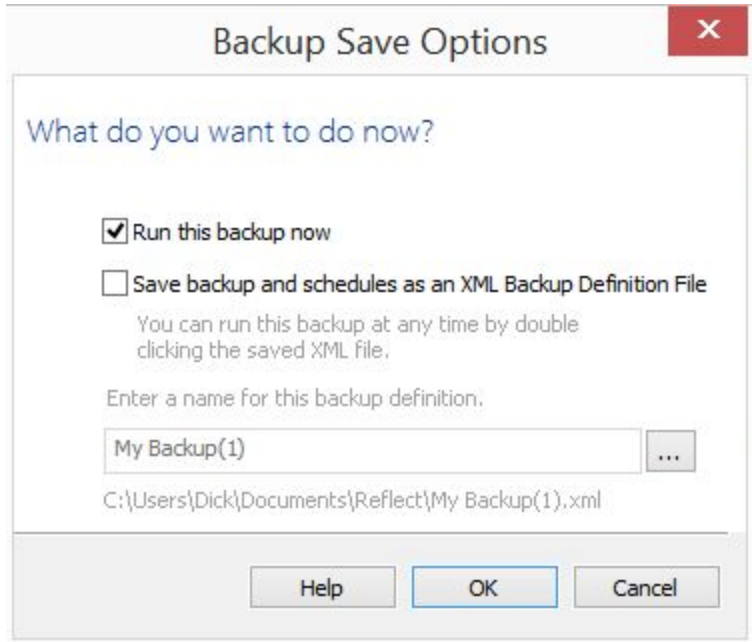 Backup Save Options
What do you want to do now?
Run this backup now
Save backup and schedules as an XML Backup Definition File
You can run this backup at any time by double
clicking the saved XML file.
Enter a name for this backup definition.
My Backup(1)
...
C:\Users\Dick\Documents\Reflect\My Backup(1).xml
Help OK Cancel